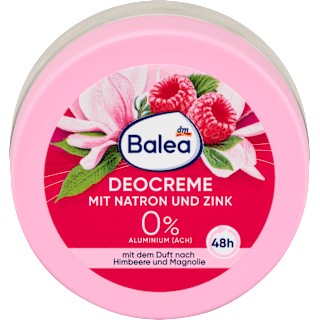 dm
Balea
DEOCREME
MIT NATRON UND ZINK
0%
ALUMINIUM (ACH)
48h
mit dem Duft nach
Himbeere und Magnolie